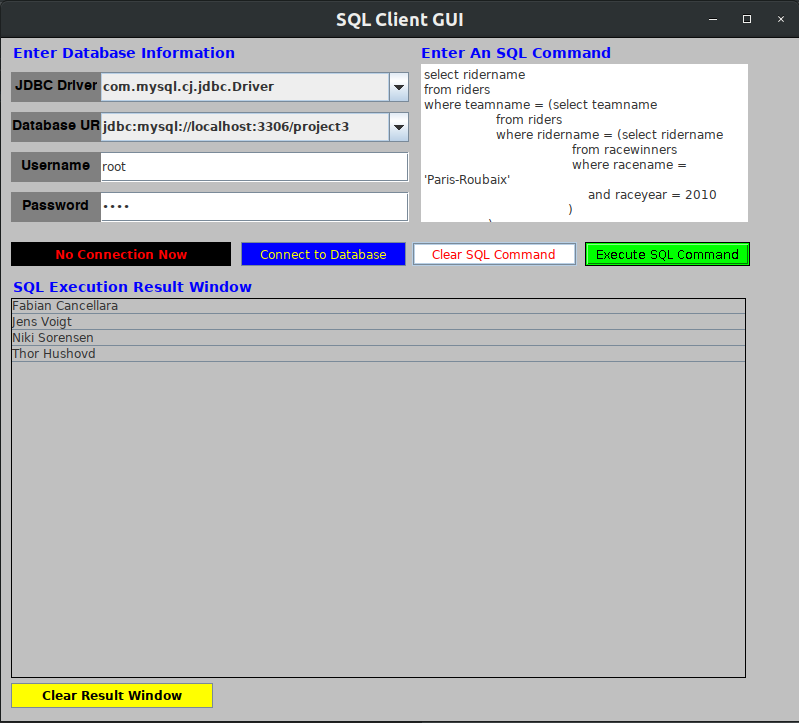 SQL Client GUI
Enter Database Information
Enter An SQL Command
JDBC Driver
com.mysql.cj.jdbc.Driver
Database UR
jdbc:mysql://localhost:3306/project3
Username
root
Password
••••
select ridername
from riders
where teamname = (select teamname
from riders
where ridername = (select ridername
from racewinners
where racename =
'Paris-Roubaix'
and raceyear = 2010
)
)
No Connection Now
Connect to Database
Clear SQL Command
Execute SQL Command
SQL Execution Result Window
Fabian Cancellara
Jens Voigt
Niki Sorensen
Thor Hushovd
Clear Result Window